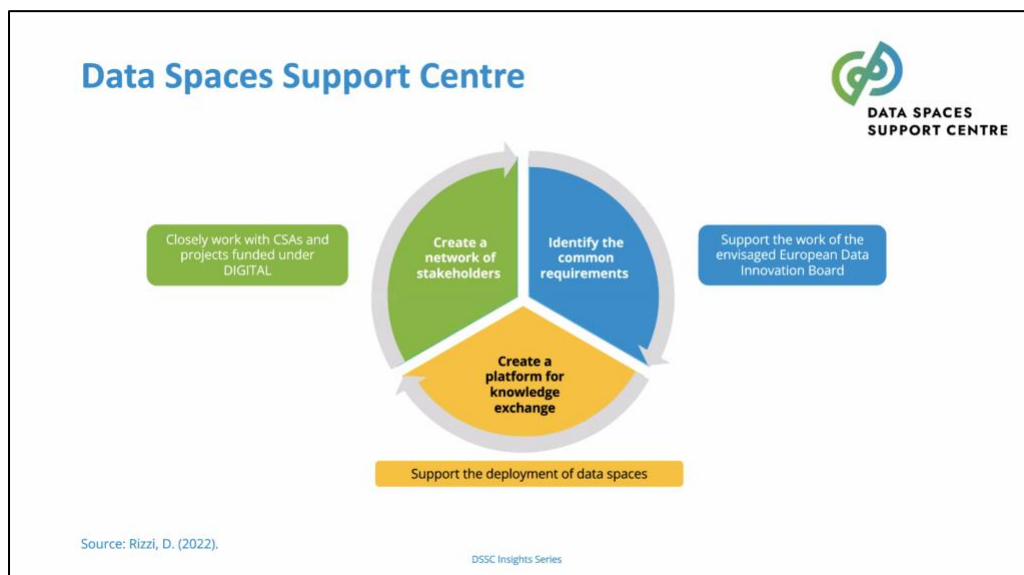 Data Spaces Support Centre
DATA SPACES
SUPPORT CENTRE
Closely work with CSAs and
projects funded under
DIGITAL
Create a
network of
stakeholders
Identify the
common
requirements
Support the work of the
envisaged European Data
Innovation Board
Create a
platform for
knowledge
exchange
Support the deployment of data spaces
Source: Rizzi, D. (2022).
DSSC Insights Series